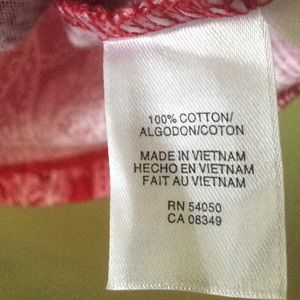 100% COTTON/
ALGODON/COTON
MADE IN VIETNAM
HECHO EN VIETNAM
FAIT AU VIETNAM
RN 54050
CA 08349